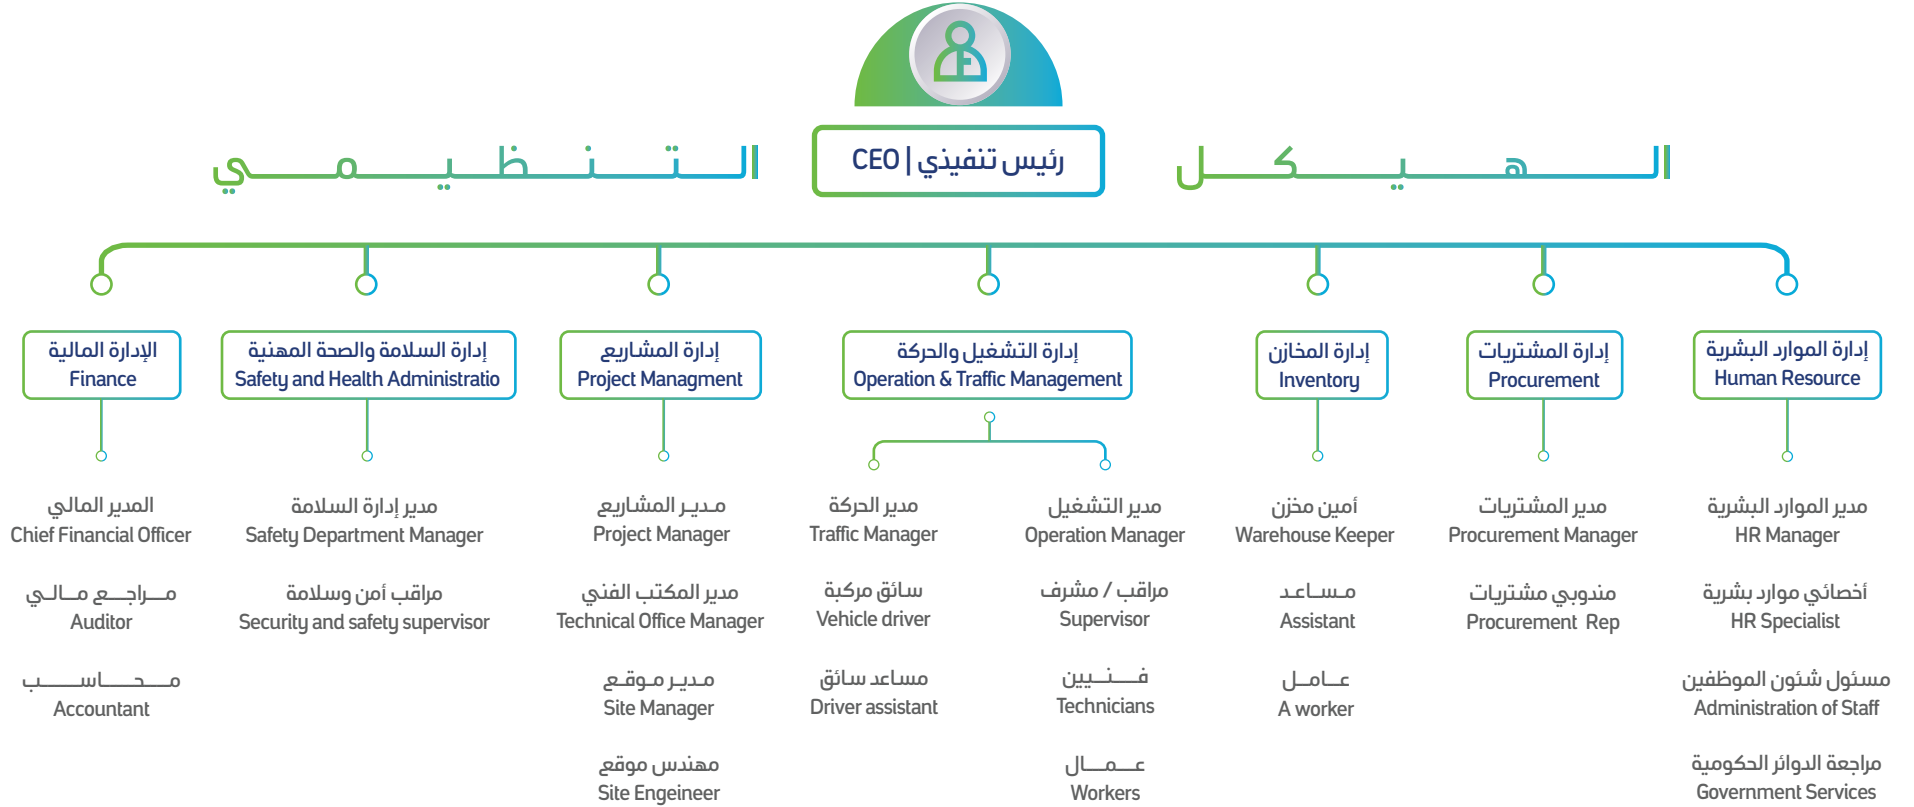 الهيكل التنظيمي
رئيس تنفيذي | CEO
إدارة الموارد البشرية
Human Resource
مدير الموارد البشرية
HR Manager
أخصائي موارد بشرية
HR Specialist
مسئول شئون الموظفين
Administration of Staff
مراجعة الدوائر الحكومية
Government Services
إدارة المشتريات
Procurement
مدير المشتريات
Procurement Manager
مندوبي مشتريات
Procurement Rep
إدارة المخازن
Inventory
أمين مخزن
Warehouse Keeper
مساعد
Assistant
عامل
A worker
إدارة التشغيل والحركة
Operation & Traffic Management
مدير التشغيل
Operation Manager
مراقب / مشرف
Supervisor
فنيين
Technicians
عمال
Workers
مدير الحركة
Traffic Manager
سائق مركبة
Vehicle driver
مساعد سائق
Driver assistant
إدارة المشاريع
Project Managment
مدير المشاريع
Project Manager
مدير المكتب الفني
Technical Office Manager
مدير موقع
Site Manager
مهندس موقع
Site Engeineer
إدارة السلامة والصحة المهنية
Safety and Health Administratio
مدير إدارة السلامة
Safety Department Manager
مراقب أمن وسلامة
Security and safety supervisor
الإدارة المالية
Finance
المدير المالي
Chief Financial Officer
مراجع مالي
Auditor
محاسب
Accountant